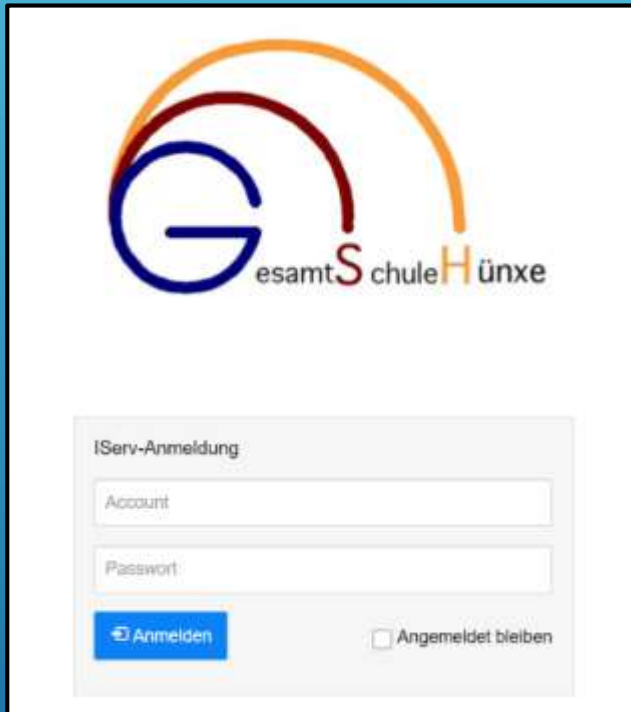 GesamtSchuleHünxe
IServ-Anmeldung
Account
Passwort
Anmelden
Angemeldet bleiben